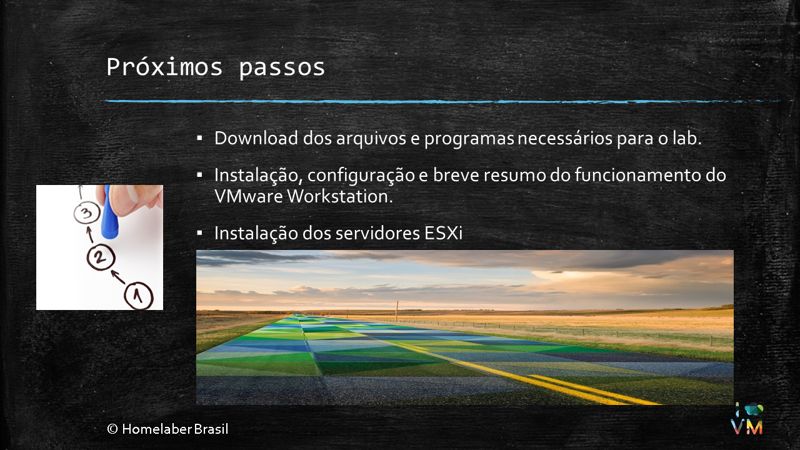 Próximos passos
▪ Download dos arquivos e programas necessários para o lab.
▪ Instalação, configuração e breve resumo do funcionamento do
VMware Workstation.
▪ Instalação dos servidores ESXi
3
2
1
© Homelaber Brasil
VM